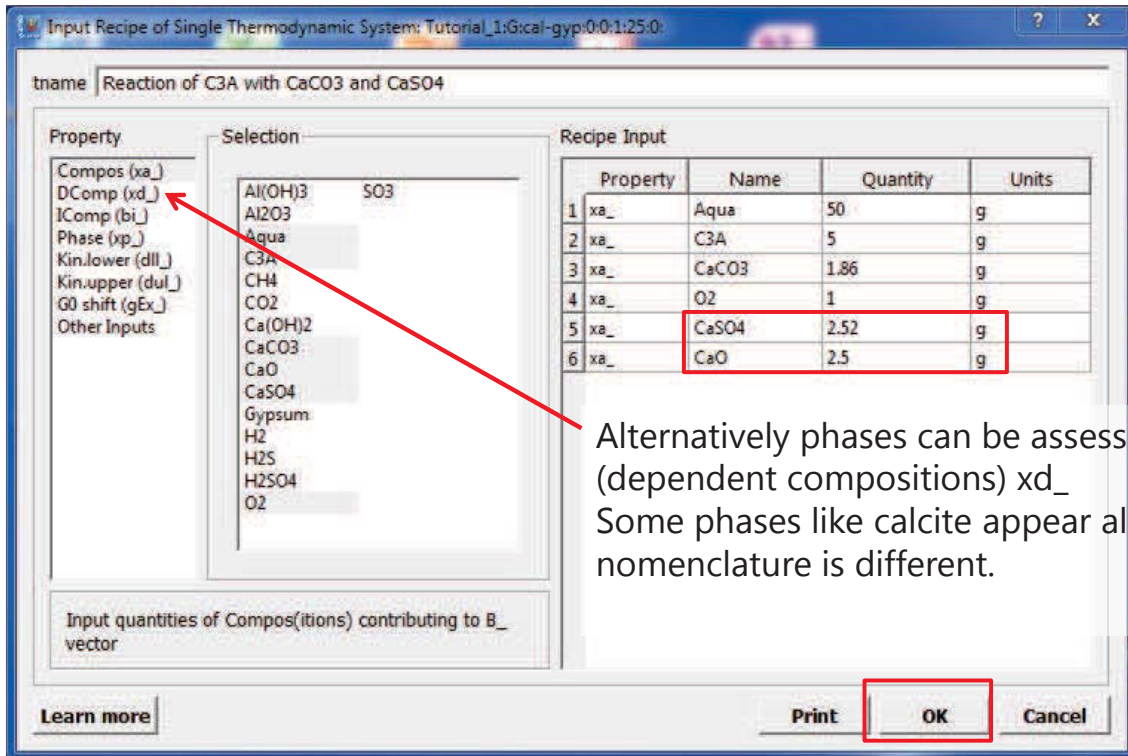 Input Recipe of Single Thermodynamic System: Tutorial_1:G:cal-gyp:0:0:1:25:0:
tname Reaction of C3A with CaCO3 and CaSO4
Property
Compos (xa_)
DComp (xd_)
IComp (bi_)
Phase (xp_)
Kin.lower (dll_)
Kin.upper (dul_)
G0 shift (gEx_)
Other Inputs
Selection
Al(OH)3 SO3
Al2O3
Aqua
C3A
CH4
CO2
Ca(OH)2
CaCO3
CaO
CaSO4
Gypsum
H2
H2S
H2SO4
O2
Recipe Input
Property Name Quantity Units
1 xa_ Aqua 50 g
2 xa_ C3A 5 g
3 xa_ CaCO3 1.86 g
4 xa_ O2 1 g
5 xa_ CaSO4 2.52 g
6 xa_ CaO 2.5 g
Alternatively phases can be assess
(dependent compositions) xd_
Some phases like calcite appear al
nomenclature is different.
Input quantities of Compos(itions) contributing to B_
vector
Learn more Print OK Cancel